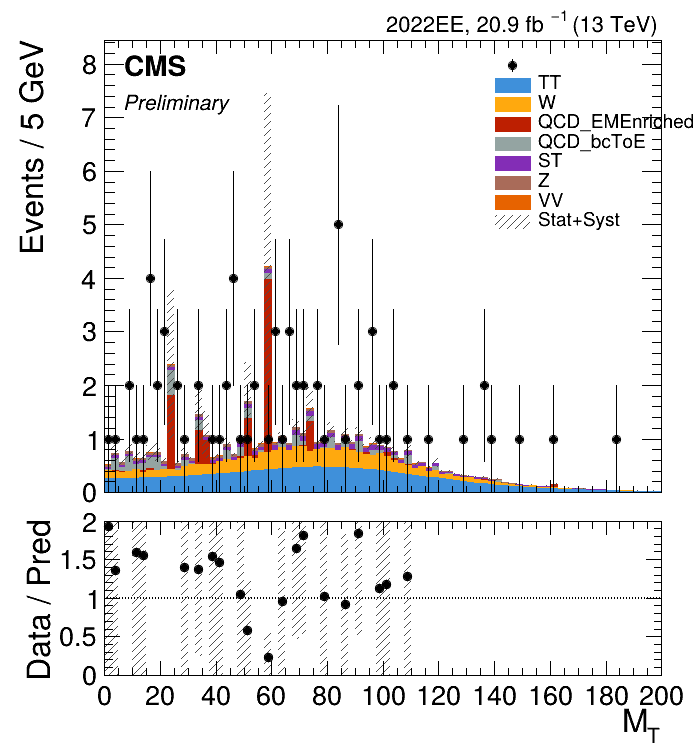 2022EE, 20.9 fb⁻¹ (13 TeV)
Events / 5 GeV
8
7
6
5
4
3
2
1
0
CMS
Preliminary
TT
W
QCD_EMEnriched
QCD_bcToE
ST
Z
VV
Stat+Syst
Data / Pred
2
1.5
1
0.5
0
0 20 40 60 80 100 120 140 160 180 200
M_T